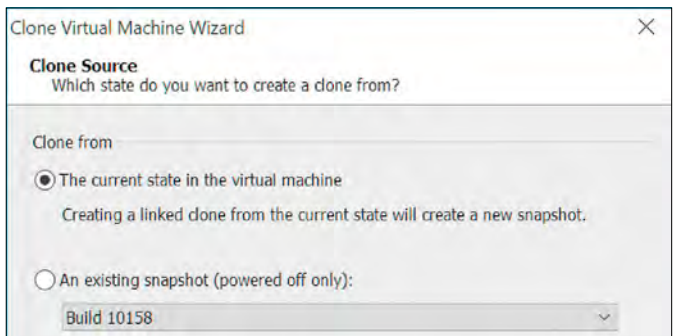 Clone Virtual Machine Wizard
Clone Source
Which state do you want to create a clone from?
Clone from
The current state in the virtual machine
Creating a linked clone from the current state will create a new snapshot.
An existing snapshot (powered off only):
Build 10158